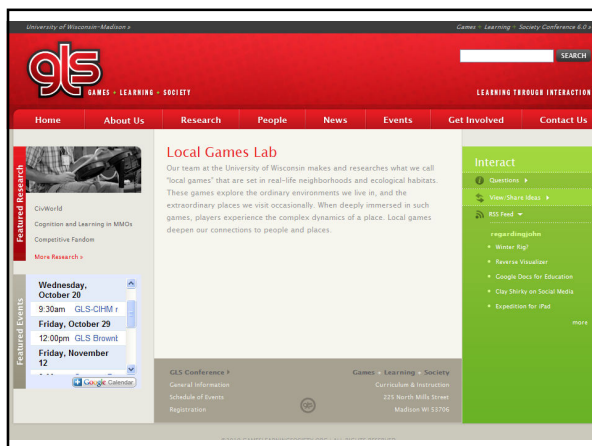 University of Wisconsin-Madison »
Games + Learning + Society Conference 6.0 »
gls
GAMES + LEARNING + SOCIETY
SEARCH
LEARNING THROUGH INTERACTION
Home
About Us
Research
People
News
Events
Get Involved
Contact Us
Featured Research
CivWorld
Cognition and Learning in MMOs
Competitive Fandom
More Research »
Featured Events
Wednesday,
October 20
9:30am GLS-CIHM r
Friday, October 29
12:00pm GLS Brownb
Friday, November
12
Google Calendar
Local Games Lab
Our team at the University of Wisconsin makes and researches what we call
"local games" that are set in real-life neighborhoods and ecological habitats.
These games explore the ordinary environments we live in, and the
extraordinary places we visit occasionally. When deeply immersed in such
games, players experience the complex dynamics of a place. Local games
deepen our connections to people and places.
Interact
Questions
View/Share Ideas
RSS Feed
regardingjohn
Winter Rig?
Reverse Visualizer
Google Docs for Education
Clay Shirky on Social Media
Expedition for iPad
more
GLS Conference
General Information
Schedule of Events
Registration
gls
Games + Learning + Society
Curriculum & Instruction
225 North Mills Street
Madison WI 53706